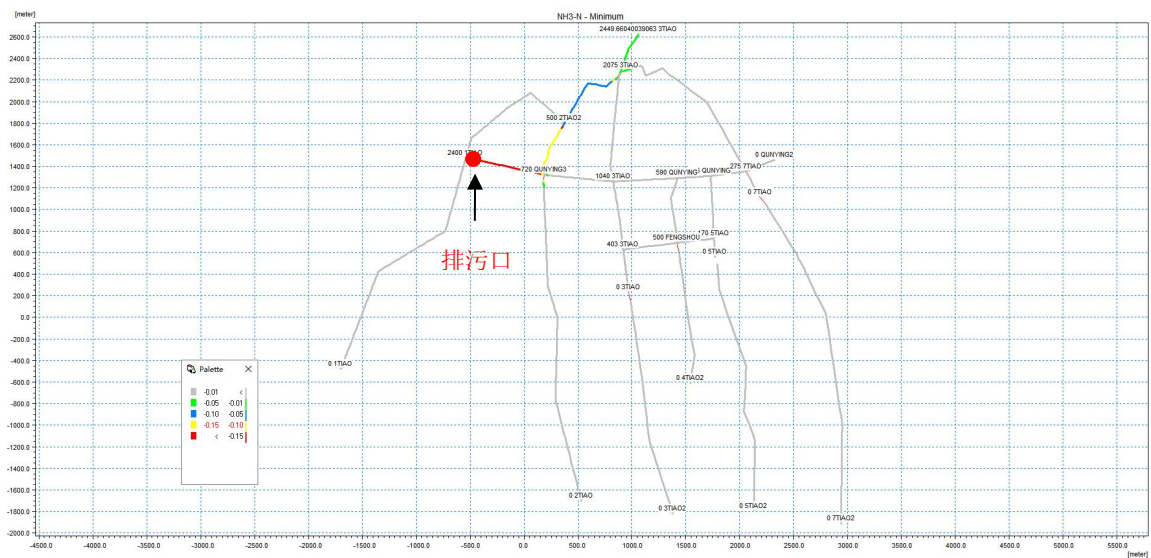 [meter]
NH3-N - Minimum
2449.66040039063 3TIAO
2600.0
2400.0
2075 3TIAO
2200.0
2000.0
500 2TIAO2
1800.0
1600.0
2400 1TIAO
0 QUNYING2
1400.0
720 QUNYING3
590 QUNYING
QUNYING
275 7TIAO
1200.0
1040 3TIAO
0 7TIAO
1000.0
800.0
500 FENGSHOU
170 5TIAO
600.0
排污口
403 3TIAO
0 5TIAO
400.0
0 3TIAO
200.0
0.0
-200.0
-400.0
0 1TIAO
Palette
0 4TIAO2
-600.0
-0.01 <
-0.05 -0.01
-0.10 -0.05
-0.15 -0.10
< -0.15
-800.0
-1000.0
-1200.0
-1400.0
-1600.0
0 2TIAO
0 3TIAO2
0 5TIAO2
-1800.0
0 7TIAO2
-2000.0
-4500.0 -4000.0 -3500.0 -3000.0 -2500.0 -2000.0 -1500.0 -1000.0 -500.0 0.0 500.0 1000.0 1500.0 2000.0 2500.0 3000.0 3500.0 4000.0 4500.0 5000.0 5500.0
[meter]